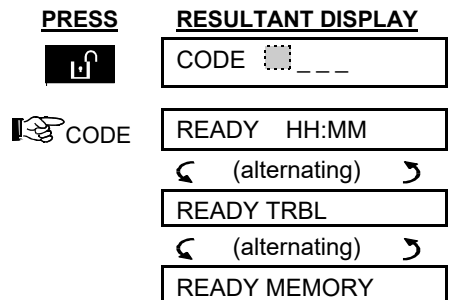 PRESS RESULTANT DISPLAY
CODE _ _ _
CODE READY HH:MM
(alternating)
READY TRBL
(alternating)
READY MEMORY